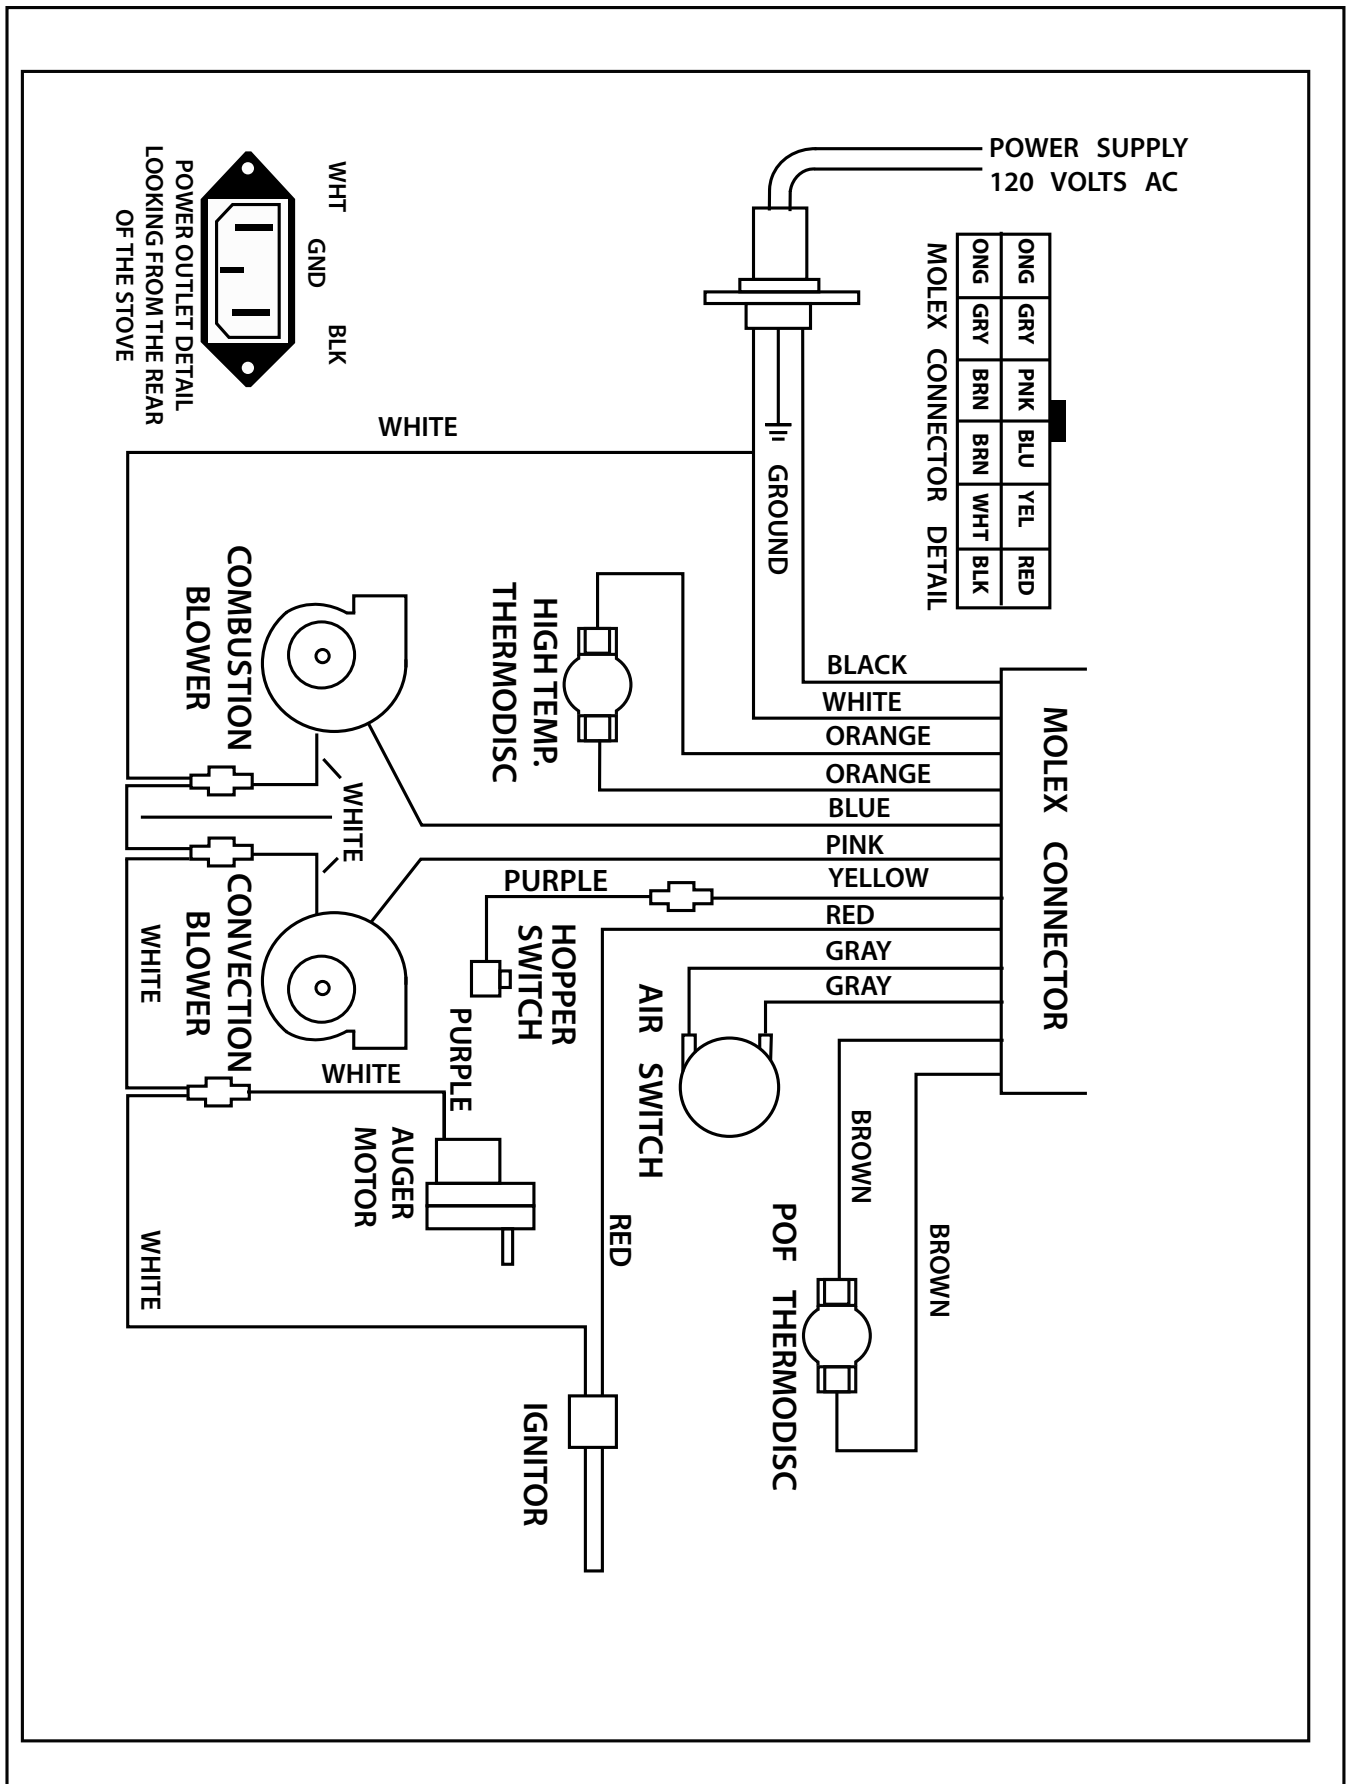 POWER SUPPLY
120 VOLTS AC
WHT
GND
BLK
POWER OUTLET DETAIL
LOOKING FROM THE REAR
OF THE STOVE
ONG GRY PNK BLU YEL RED
ONG GRY BRN BRN WHT BLK
MOLEX CONNECTOR DETAIL
WHITE
GROUND
COMBUSTION
BLOWER
HIGH TEMP.
THERMODISC
BLACK
WHITE
ORANGE
ORANGE
BLUE
PINK
YELLOW
RED
GRAY
GRAY
MOLEX CONNECTOR
WHITE
PURPLE
HOPPER
SWITCH
PURPLE
CONVECTION
BLOWER
WHITE
WHITE
AIR SWITCH
AUGER
MOTOR
BROWN
BROWN
RED
WHITE
POF THERMODISC
IGNITOR